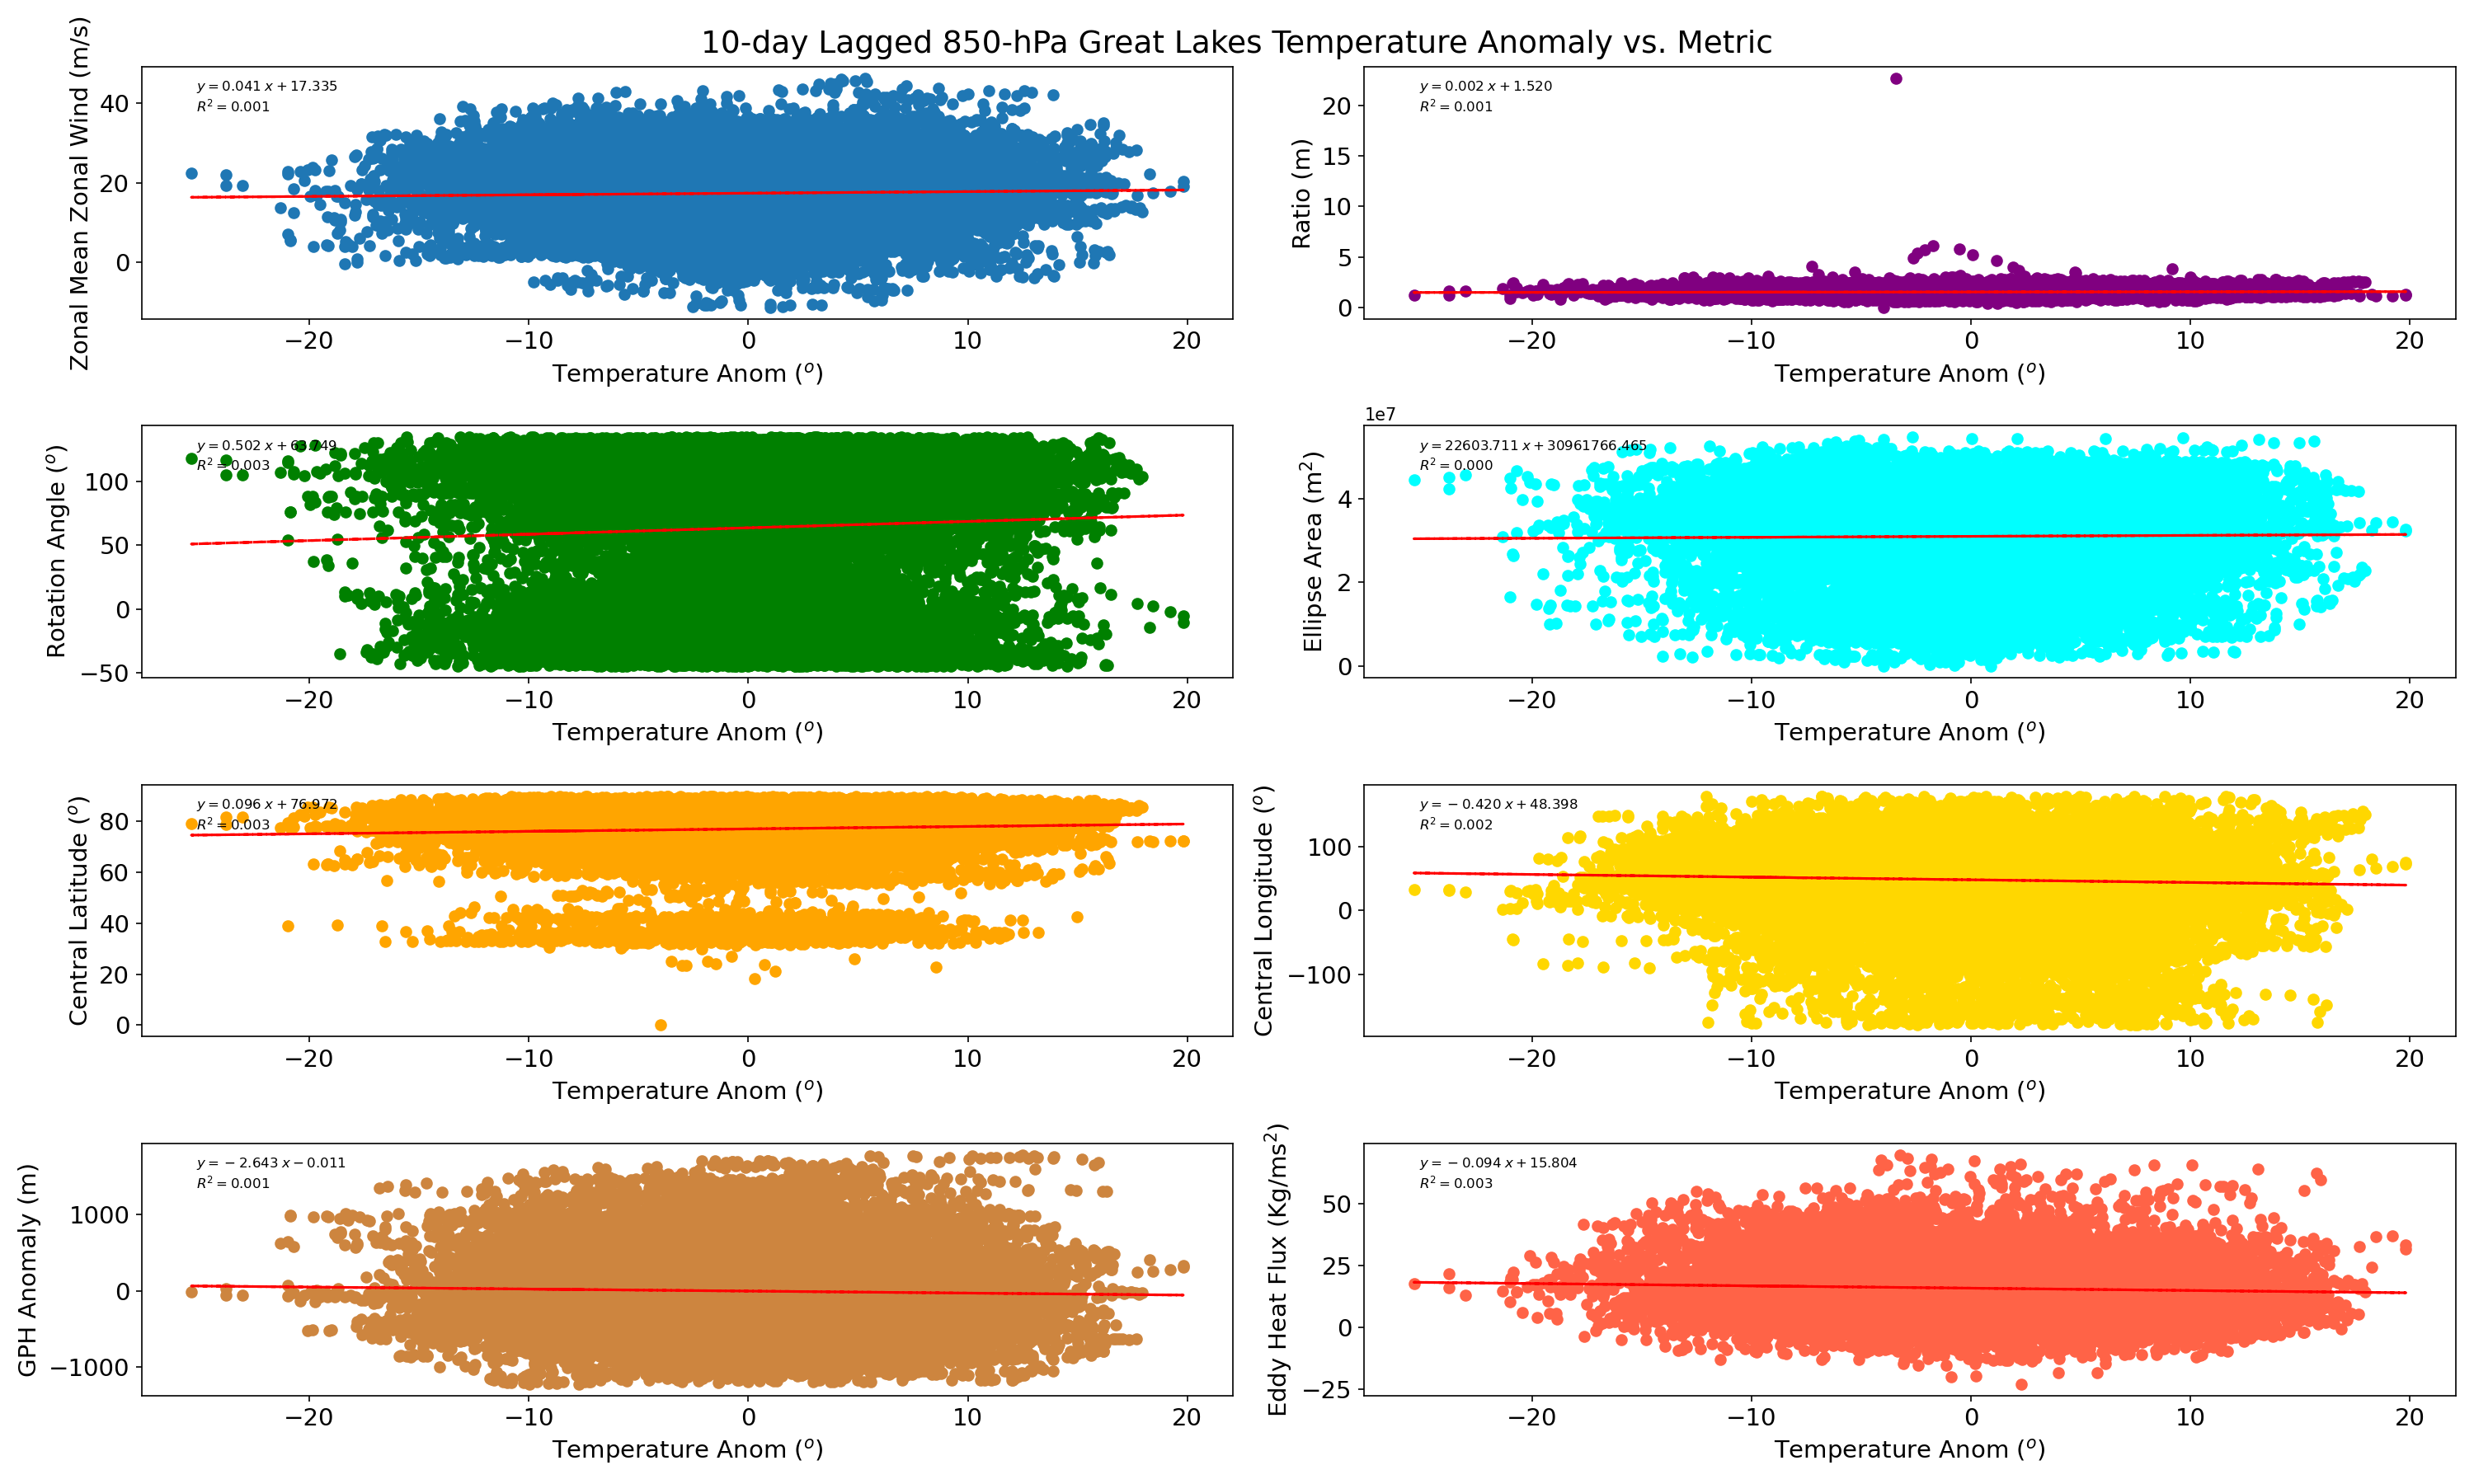 10-day Lagged 850-hPa Great Lakes Temperature Anomaly vs. Metric
Zonal Mean Zonal Wind (m/s)
40
20
0
y = 0.041 x + 17.335
R² = 0.001
−20 −10 0 10 20
Temperature Anom (°)
Ratio (m)
20
15
10
5
0
y = 0.002 x + 1.520
R² = 0.001
−20 −10 0 10 20
Temperature Anom (°)
Rotation Angle (°)
100
50
0
−50
y = 0.502 x + 63.749
R² = 0.003
−20 −10 0 10 20
Temperature Anom (°)
1e7
Ellipse Area (m²)
4
2
0
y = 22603.711 x + 30961766.465
R² = 0.000
−20 −10 0 10 20
Temperature Anom (°)
Central Latitude (°)
80
60
40
20
0
y = 0.096 x + 76.972
R² = 0.003
−20 −10 0 10 20
Temperature Anom (°)
Central Longitude (°)
100
0
−100
y = −0.420 x + 48.398
R² = 0.002
−20 −10 0 10 20
Temperature Anom (°)
GPH Anomaly (m)
1000
0
−1000
y = −2.643 x − 0.011
R² = 0.001
−20 −10 0 10 20
Temperature Anom (°)
Eddy Heat Flux (Kg/ms²)
50
25
0
−25
y = −0.094 x + 15.804
R² = 0.003
−20 −10 0 10 20
Temperature Anom (°)